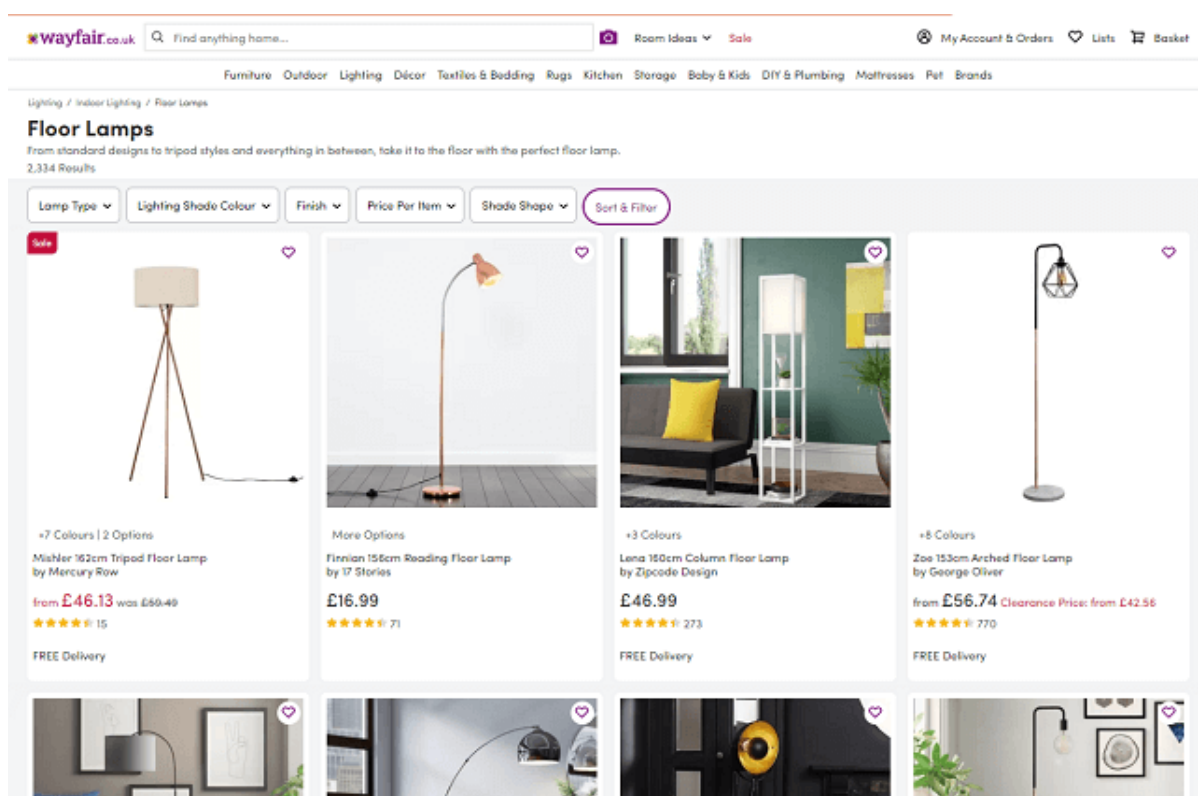 wayfair.co.uk
Find anything home...
Room Ideas
Sale
My Account & Orders
Lists
Basket
Furniture Outdoor Lighting Décor Textiles & Bedding Rugs Kitchen Storage Baby & Kids DIY & Plumbing Mattresses Pet Brands
Lighting / Indoor Lighting / Floor Lamps
Floor Lamps
From standard designs to tripod styles and everything in between, take it to the floor with the perfect floor lamp.
2,334 Results
Lamp Type
Lighting Shade Colour
Finish
Price Per Item
Shade Shape
Sort & Filter
Sale
+7 Colours | 2 Options
Mishler 162cm Tripod Floor Lamp
by Mercury Row
from £46.13 was £50.49
15
FREE Delivery
More Options
Finnian 156cm Reading Floor Lamp
by 17 Stories
£16.99
71
+3 Colours
Lena 160cm Column Floor Lamp
by Zipcode Design
£46.99
273
FREE Delivery
+8 Colours
Zoe 153cm Arched Floor Lamp
by George Oliver
from £56.74 Clearance Price: from £42.56
770
FREE Delivery